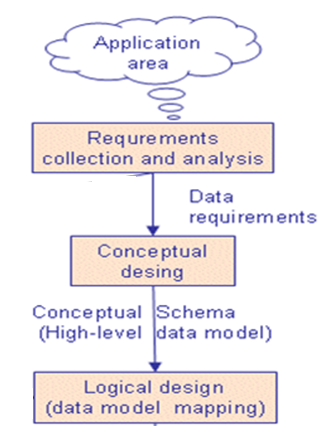 Application
area
Requrements
collection and analysis
Data
requirements
Conceptual
desing
Conceptual Schema
(High-level data model)
Logical design
(data model mapping)